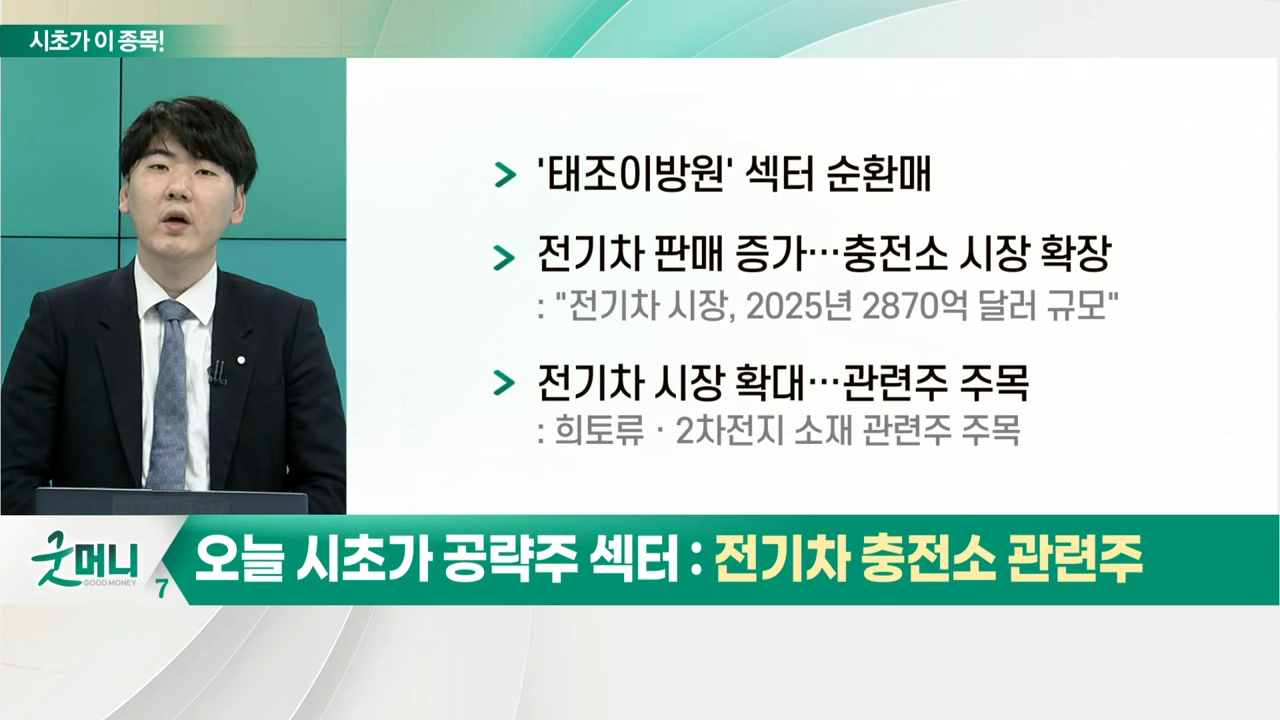 시초가 이 종목!
'태조이방원' 섹터 순환매
전기차 판매 증가…충전소 시장 확장
: "전기차 시장, 2025년 2870억 달러 규모"
전기차 시장 확대…관련주 주목
: 희토류 · 2차전지 소재 관련주 주목
굿머니
GOOD MONEY
7
오늘 시초가 공략주 섹터 : 전기차 충전소 관련주